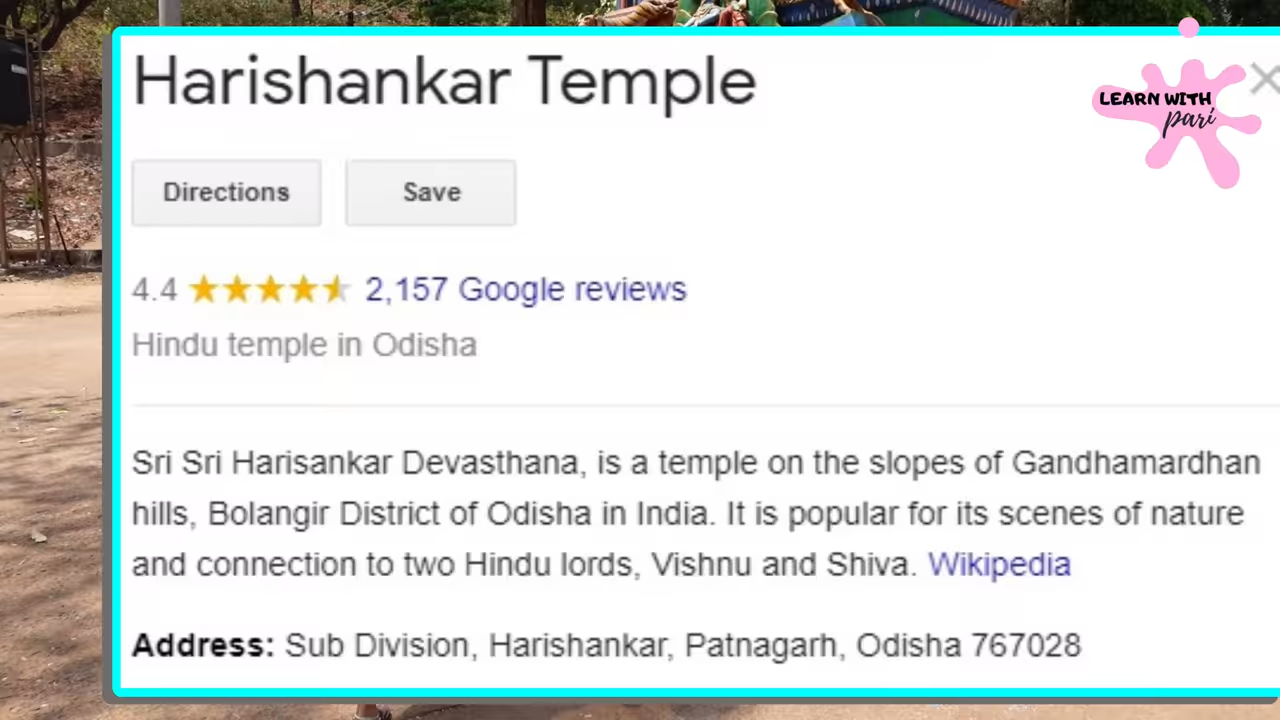 Harishankar Temple
LEARN WITH
pari
Directions
Save
4.4
2,157 Google reviews
Hindu temple in Odisha
Sri Sri Harisankar Devasthana, is a temple on the slopes of Gandhamardhan
hills, Bolangir District of Odisha in India. It is popular for its scenes of nature
and connection to two Hindu lords, Vishnu and Shiva. Wikipedia
Address: Sub Division, Harishankar, Patnagarh, Odisha 767028